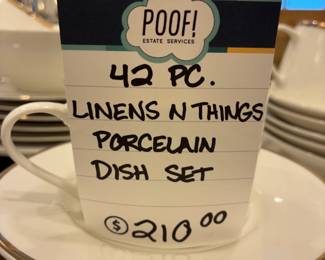 POOF!
ESTATE SERVICES
42 PC.
LINENS N THINGS
PORCELAIN
DISH SET
$ 210 00